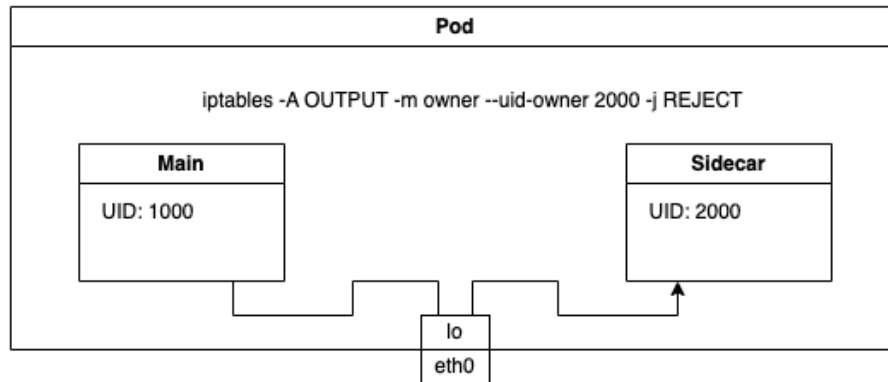 Pod
iptables -A OUTPUT -m owner --uid-owner 2000 -j REJECT
Main
UID: 1000
Sidecar
UID: 2000
lo
eth0